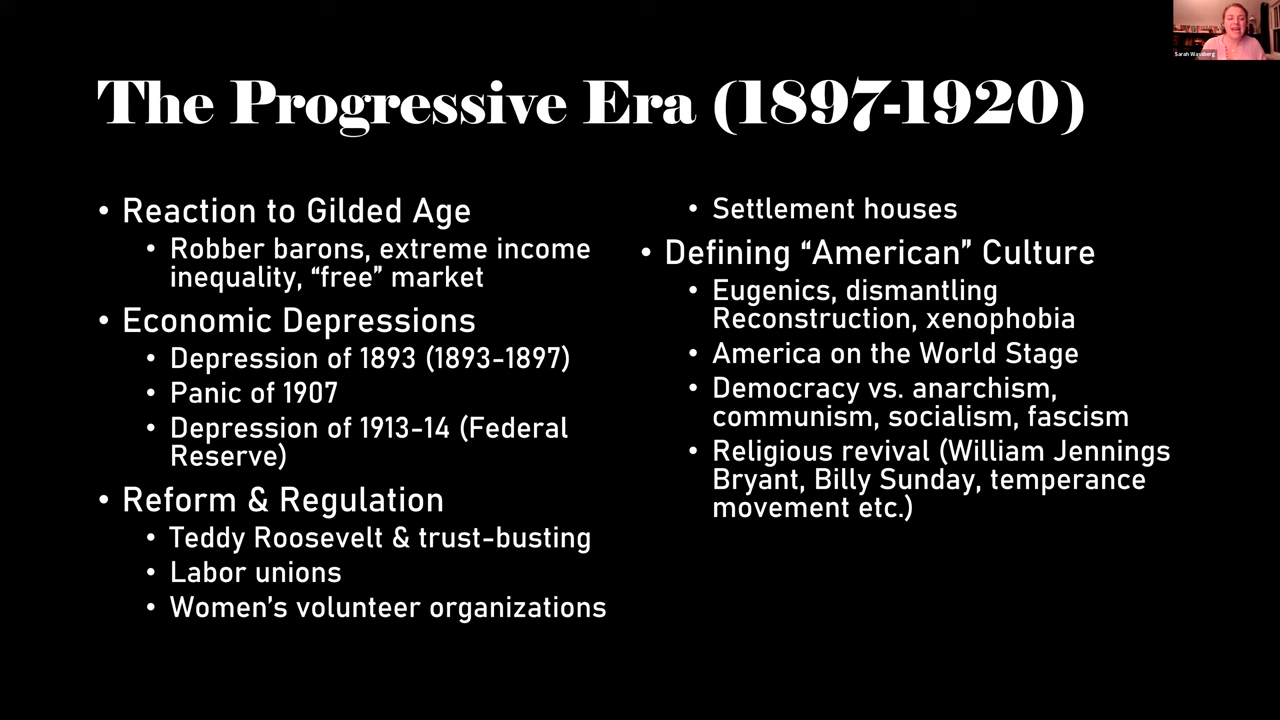 The Progressive Era (1897-1920)
• Reaction to Gilded Age
• Robber barons, extreme income
inequality, “free” market
• Economic Depressions
• Depression of 1893 (1893-1897)
• Panic of 1907
• Depression of 1913-14 (Federal
Reserve)
• Reform & Regulation
• Teddy Roosevelt & trust-busting
• Labor unions
• Women’s volunteer organizations
• Settlement houses
• Defining “American” Culture
• Eugenics, dismantling
Reconstruction, xenophobia
• America on the World Stage
• Democracy vs. anarchism,
communism, socialism, fascism
• Religious revival (William Jennings
Bryant, Billy Sunday, temperance
movement etc.)
Sarah Wassberg